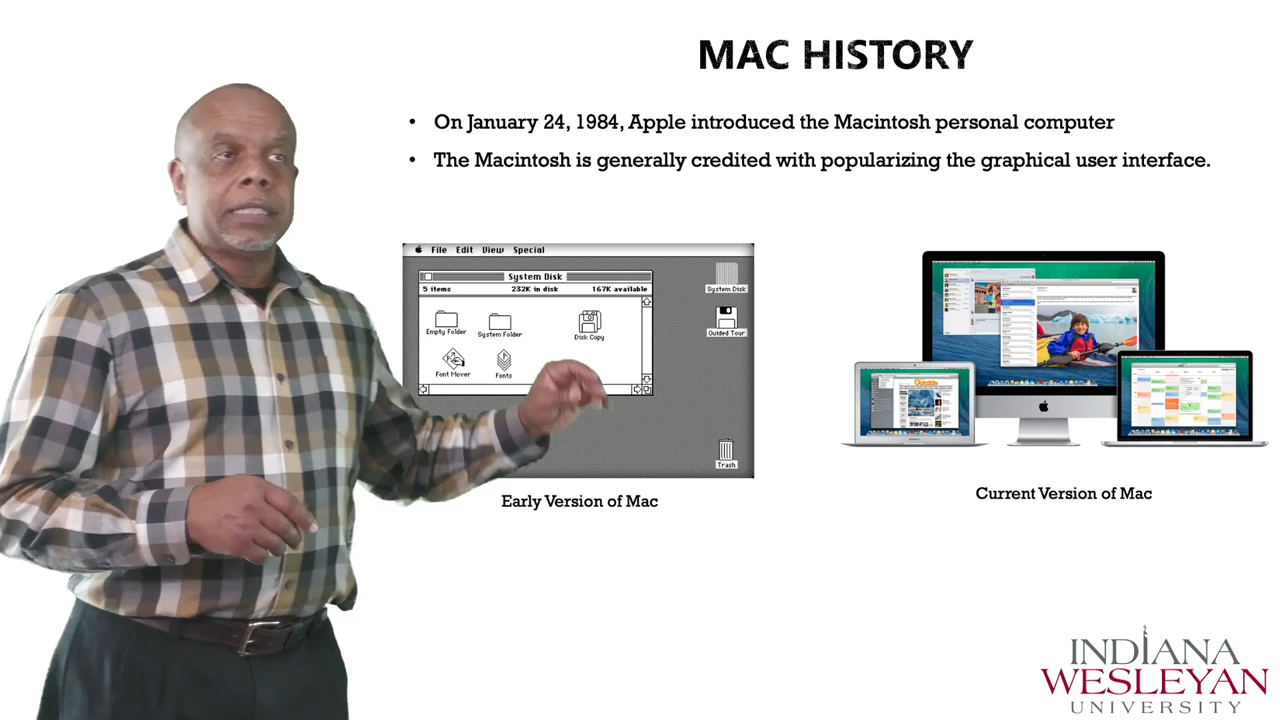 MAC HISTORY
• On January 24, 1984, Apple introduced the Macintosh personal computer
• The Macintosh is generally credited with popularizing the graphical user interface.
File Edit View Special
System Disk
5 items 232K in disk 167K available
Empty Folder System Folder Disk Copy
Font Mover Fonts
System Disk
Guided Tour
Trash
Early Version of Mac
Current Version of Mac
INDIANA
WESLEYAN
UNIVERSITY